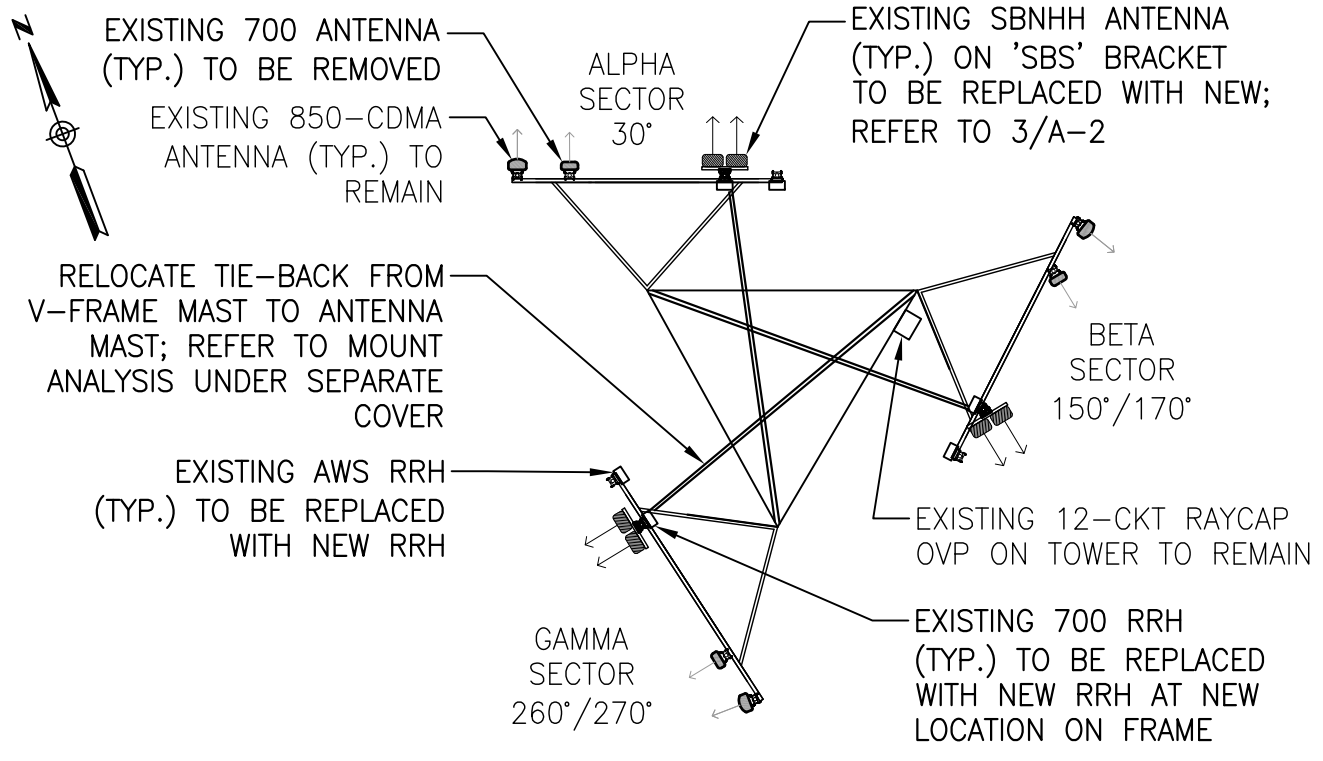 N
EXISTING 700 ANTENNA
(TYP.) TO BE REMOVED
EXISTING 850-CDMA
ANTENNA (TYP.) TO
REMAIN
ALPHA
SECTOR
30°
EXISTING SBNHH ANTENNA
(TYP.) ON 'SBS' BRACKET
TO BE REPLACED WITH NEW;
REFER TO 3/A-2
RELOCATE TIE-BACK FROM
V-FRAME MAST TO ANTENNA
MAST; REFER TO MOUNT
ANALYSIS UNDER SEPARATE
COVER
BETA
SECTOR
150°/170°
EXISTING AWS RRH
(TYP.) TO BE REPLACED
WITH NEW RRH
EXISTING 12-CKT RAYCAP
OVP ON TOWER TO REMAIN
GAMMA
SECTOR
260°/270°
EXISTING 700 RRH
(TYP.) TO BE REPLACED
WITH NEW RRH AT NEW
LOCATION ON FRAME